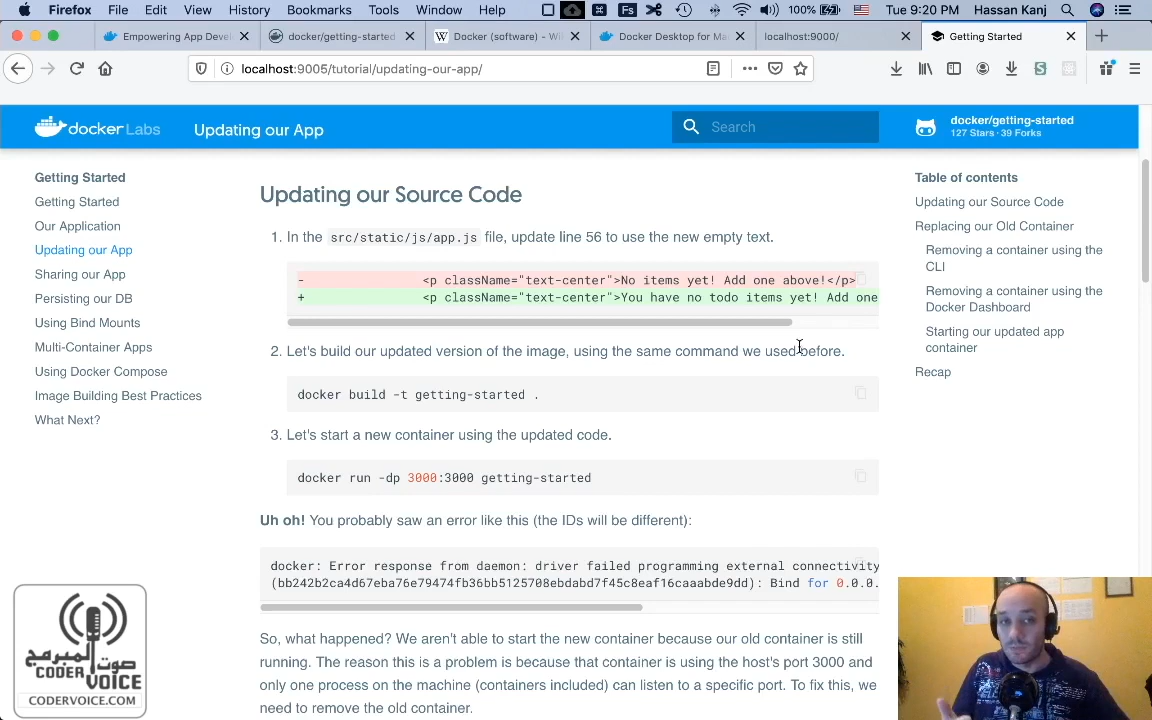 Firefox File Edit View History Bookmarks Tools Window Help
100% Tue 9:20 PM Hassan Kanj
Empowering App Devel
docker/getting-started
Docker (software) - Wi
Docker Desktop for Ma
localhost:9000/
Getting Started
localhost:9005/tutorial/updating-our-app/
docker Labs
Updating our App
Search
docker/getting-started
127 Stars · 39 Forks
Getting Started
Getting Started
Our Application
Updating our App
Sharing our App
Persisting our DB
Using Bind Mounts
Multi-Container Apps
Using Docker Compose
Image Building Best Practices
What Next?
Updating our Source Code
1. In the src/static/js/app.js file, update line 56 to use the new empty text.
- <p className="text-center">No items yet! Add one above!</p>
+ <p className="text-center">You have no todo items yet! Add one
2. Let's build our updated version of the image, using the same command we used before.
docker build -t getting-started .
3. Let's start a new container using the updated code.
docker run -dp 3000:3000 getting-started
Uh oh! You probably saw an error like this (the IDs will be different):
docker: Error response from daemon: driver failed programming external connectivity
(bb242b2ca4d67eba76e79474fb36bb5125708ebdabd7f45c8eaf16caaabde9dd): Bind for 0.0.0.
So, what happened? We aren't able to start the new container because our old container is still
running. The reason this is a problem is because that container is using the host's port 3000 and
only one process on the machine (containers included) can listen to a specific port. To fix this, we
need to remove the old container.
Table of contents
Updating our Source Code
Replacing our Old Container
Removing a container using the
CLI
Removing a container using the
Docker Dashboard
Starting our updated app
container
Recap
صوت المبرمج
CODER VOICE
CODERVOICE.COM